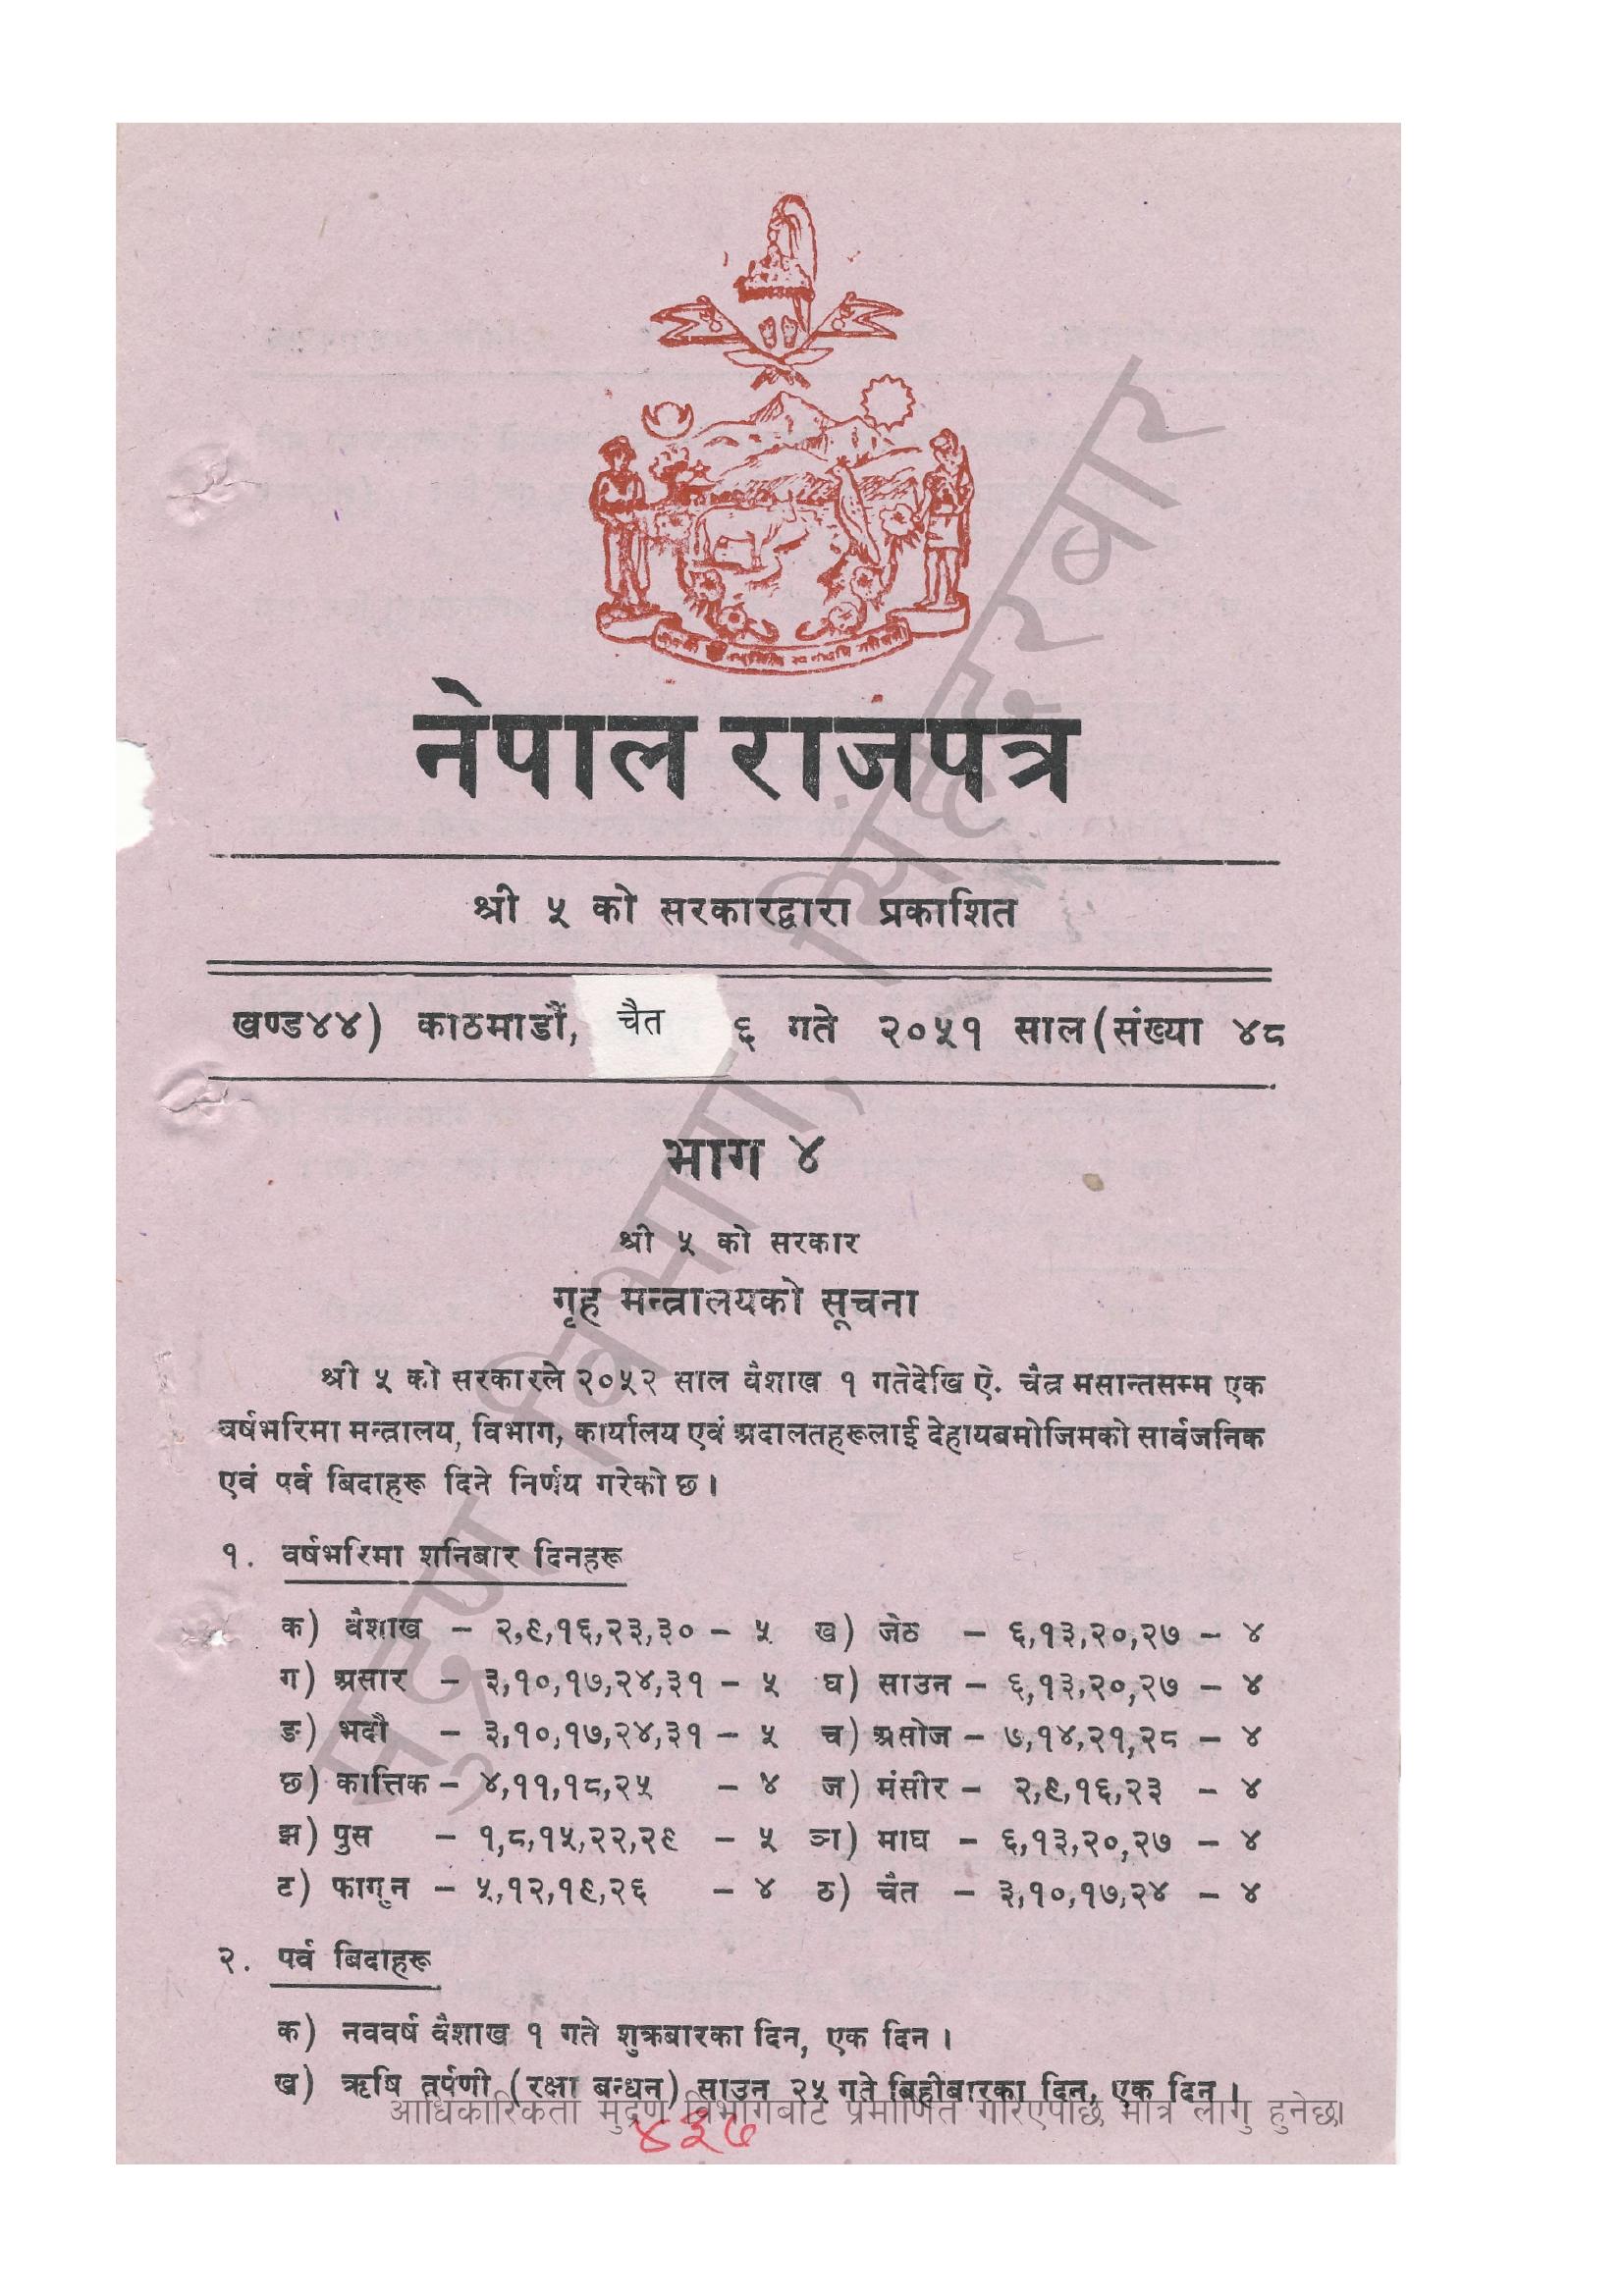 नेपाल राजपत्र
श्री ५ को सरकारद्वारा प्रकाशित
खण्ड४४) काठमाडौं, चैत ६ गते २०५१ साल(संख्या ४८
भाग ४
श्री ५ को सरकार
गृह मन्त्रालयको सूचना
श्री ५ को सरकारले २०५२ साल वैशाख १ गतेदेखि ऐ. चैत्र मसान्तसम्म एक
वर्षभरिमा मन्त्रालय, विभाग, कार्यालय एवं अदालतहरूलाई देहायबमोजिमको सार्वजनिक
एवं पर्व बिदाहरू दिने निर्णय गरेको छ।
१. वर्षभरिमा शनिबार दिनहरू
क) वैशाख – २,९,१६,२३,३० – ५ ख) जेठ – ६,१३,२०,२७ – ४
ग) असार – ३,१०,१७,२४,३१ – ५ घ) साउन – ६,१३,२०,२७ – ४
ङ) भदौ – ३,१०,१७,२४,३१ – ५ च) असोज – ७,१४,२१,२८ – ४
छ) कात्तिक – ४,११,१८,२५ – ४ ज) मंसीर – २,९,१६,२३ – ४
झ) पुस – १,८,१५,२२,२९ – ५ ञ) माघ – ६,१३,२०,२७ – ४
ट) फागुन – ५,१२,१९,२६ – ४ ठ) चैत – ३,१०,१७,२४ – ४
२. पर्व बिदाहरू
क) नववर्ष वैशाख १ गते शुक्रबारका दिन, एक दिन।
ख) ऋषि तर्पणी (रक्षा बन्धन) साउन २५ गते बिहीबारका दिन, एक दिन।
आधिकारिकता मुद्रण विभागबाट प्रमाणित गरिएपछि मात्र लागु हुनेछ।
४३७
मुद्रण विभाग, सिंहदरबार